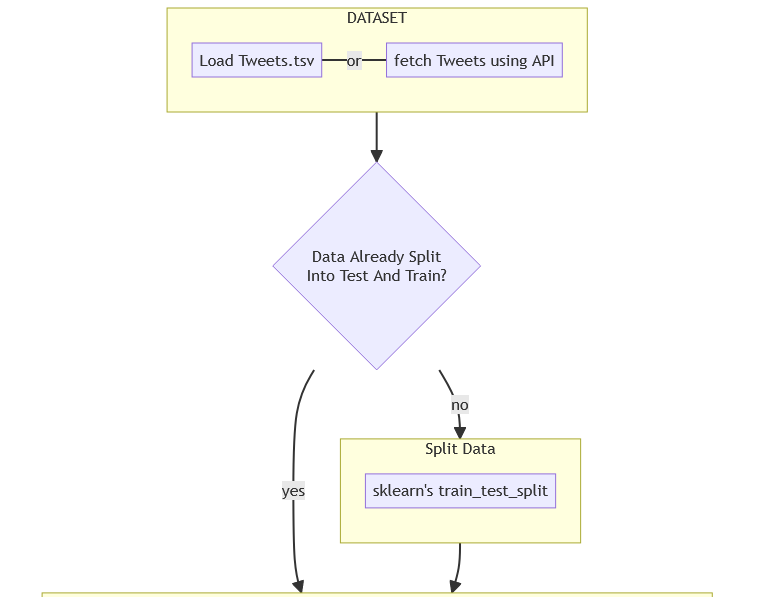 DATASET
Load Tweets.tsv
or
fetch Tweets using API
Data Already Split
Into Test And Train?
no
Split Data
sklearn's train_test_split
yes